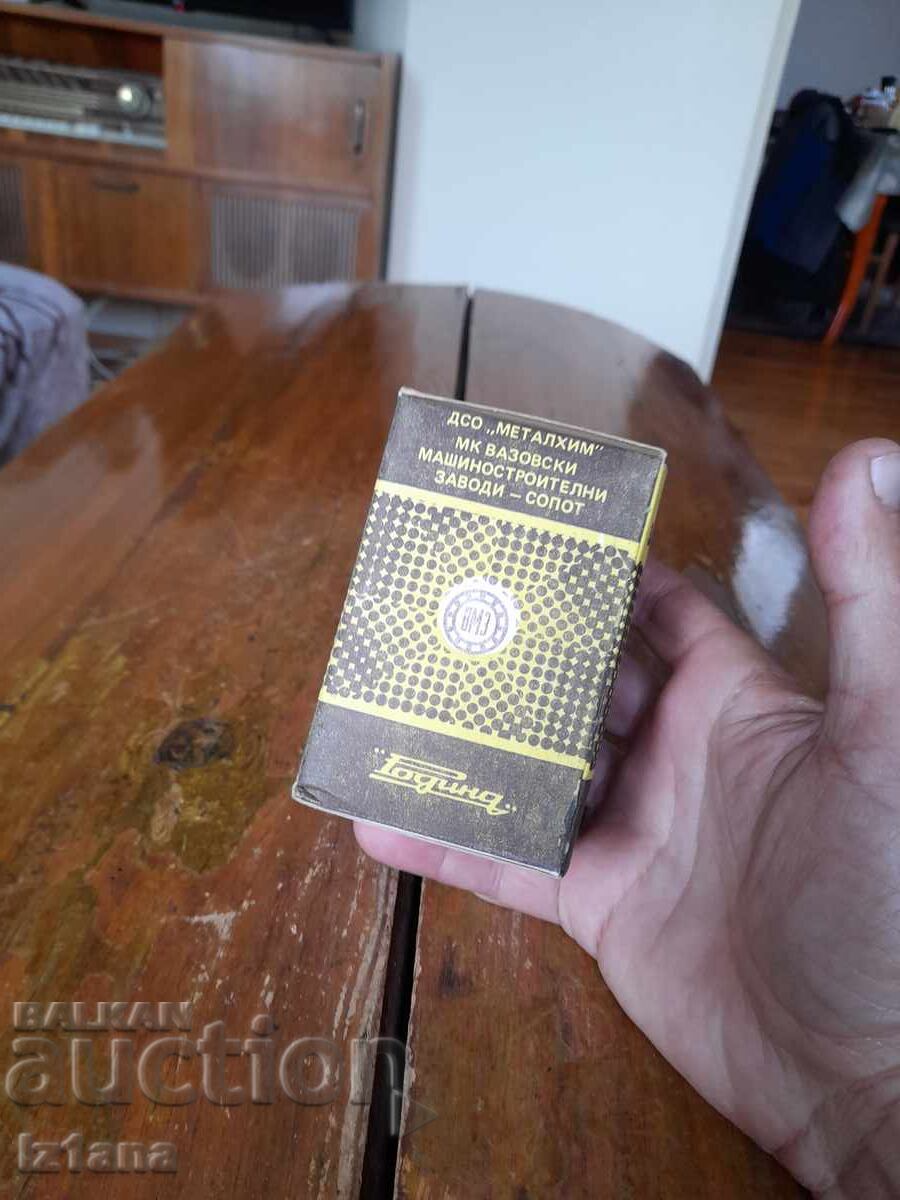 ДСО „МЕТАЛХИМ"
МК ВАЗОВСКИ
МАШИНОСТРОИТЕЛНИ
ЗАВОДИ – СОПОТ
ВМЗ
„Родина"
BALKAN
auction
iz1ana